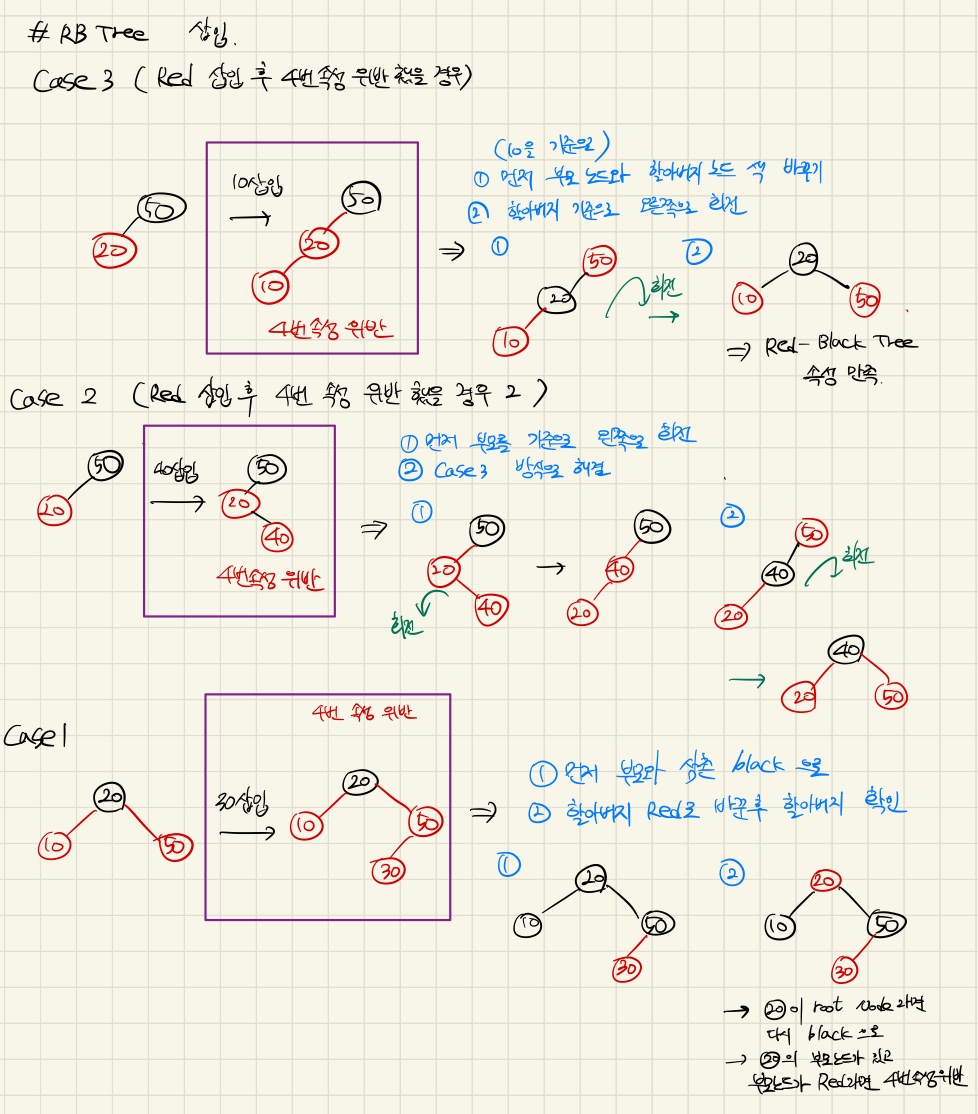 # RB Tree 삽입.
Case 3 (Red 삽입 후 4번속성 위반 했을 경우)
50
20
10삽입
50
20
10
4번속성 위반
⇒
(10을 기준으로)
① 먼저 부모 노드와 할아버지 노드 색 바꾸기
② 할아버지 기준으로 오른쪽으로 회전
①
50
20
10
회전
②
20
10
50
⇒ Red-Black Tree
속성 만족.
Case 2 (Red 삽입 후 4번 속성 위반 했을 경우 2)
50
20
40삽입
50
20
40
4번속성 위반
⇒
① 먼저 부모를 기준으로 왼쪽으로 회전
② Case 3 방식으로 해결
①
50
20
40
회전
→
50
40
20
②
50
40
20
회전
→
40
20
50
Case 1
20
10
50
30삽입
4번 속성 위반
20
10
50
30
⇒
① 먼저 부모와 삼촌 black 으로
② 할아버지 Red로 바꾼후 할아버지 확인
①
20
10
50
30
②
20
10
50
30
→ 20이 root node라면
다시 black 으로
→ 20의 부모노드가 있고
부모노드가 Red라면 4번속성위반